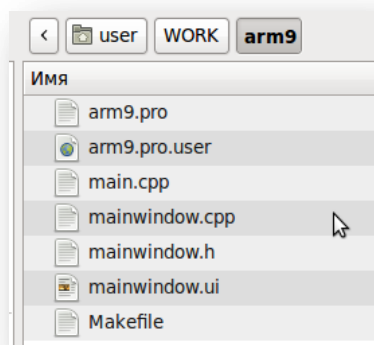 user WORK arm9
Имя
arm9.pro
arm9.pro.user
main.cpp
mainwindow.cpp
mainwindow.h
mainwindow.ui
Makefile